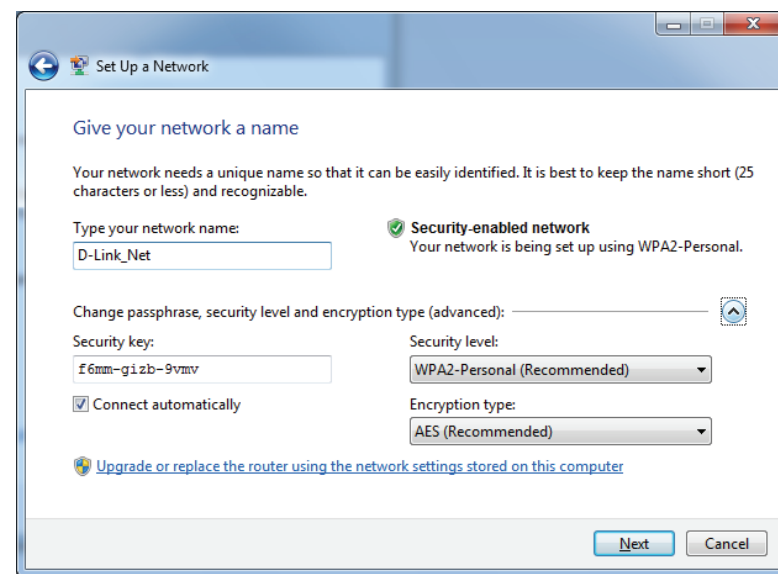 Set Up a Network
Give your network a name
Your network needs a unique name so that it can be easily identified. It is best to keep the name short (25
characters or less) and recognizable.
Type your network name:
D-Link_Net
Security-enabled network
Your network is being set up using WPA2-Personal.
Change passphrase, security level and encryption type (advanced):
Security key:
f6mm-gizb-9vmv
Security level:
WPA2-Personal (Recommended)
Connect automatically
Encryption type:
AES (Recommended)
Upgrade or replace the router using the network settings stored on this computer
Next
Cancel